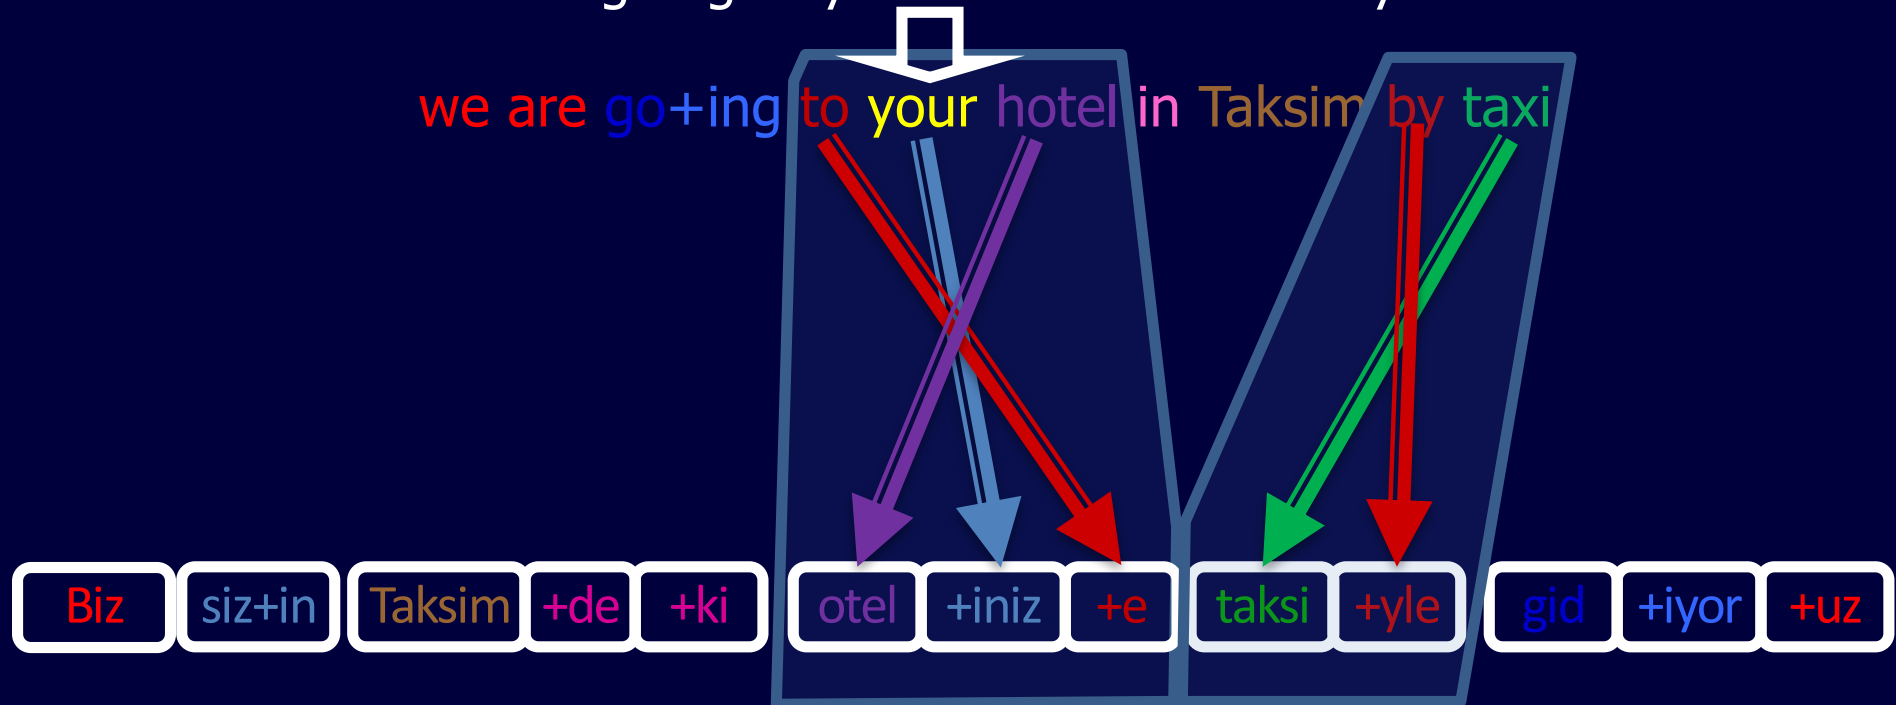 we are go+ing to your hotel in Taksim by taxi
Biz siz+in Taksim +de +ki otel +iniz +e taksi +yle gid +iyor +uz